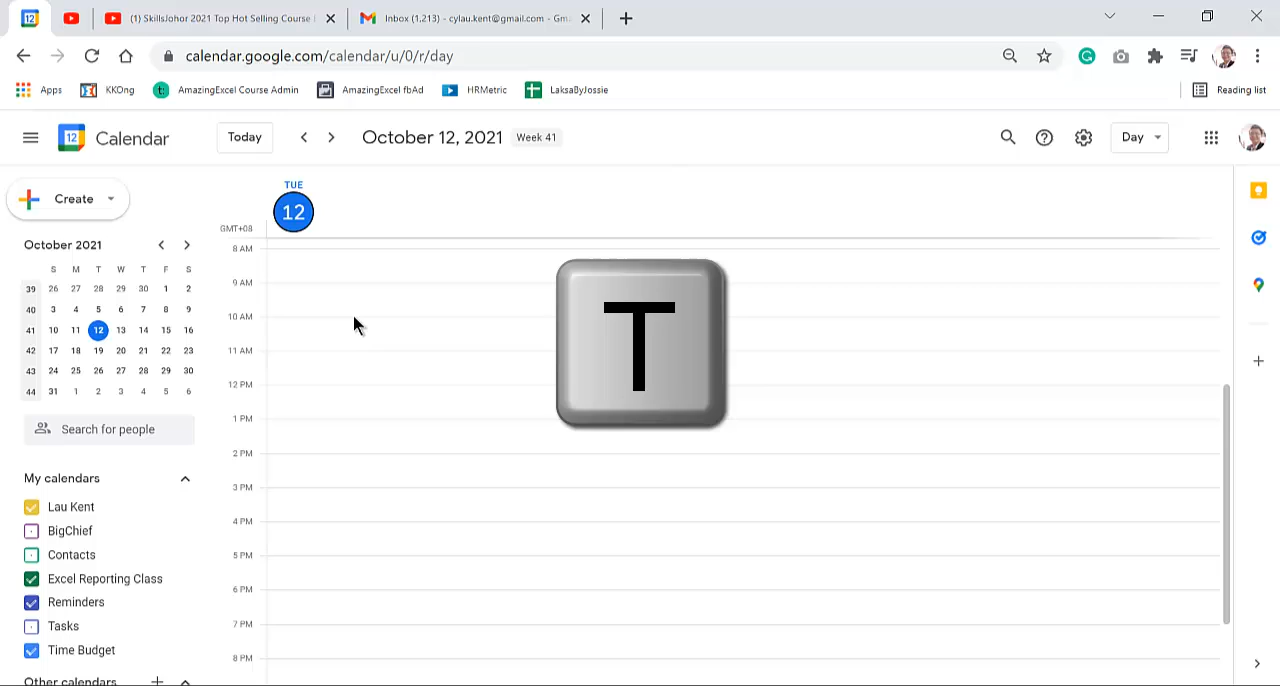 12
(1) SkillsJohor 2021 Top Hot Selling Course
Inbox (1.213) - cylau.kent@gmail.com - Gm
calendar.google.com/calendar/u/0/r/day
Apps
KKOng
AmazingExcel Course Admin
AmazingExcel fbAd
HRMetric
LaksaByJossie
Reading list
12
Calendar
Today
October 12, 2021
Week 41
Day
Create
TUE
12
GMT+08
October 2021
S M T W T F S
39 26 27 28 29 30 1 2
40 3 4 5 6 7 8 9
41 10 11 12 13 14 15 16
42 17 18 19 20 21 22 23
43 24 25 26 27 28 29 30
44 31 1 2 3 4 5 6
Search for people
My calendars
Lau Kent
BigChief
Contacts
Excel Reporting Class
Reminders
Tasks
Time Budget
Other calendars
8 AM
9 AM
10 AM
11 AM
12 PM
1 PM
2 PM
3 PM
4 PM
5 PM
6 PM
7 PM
8 PM
T